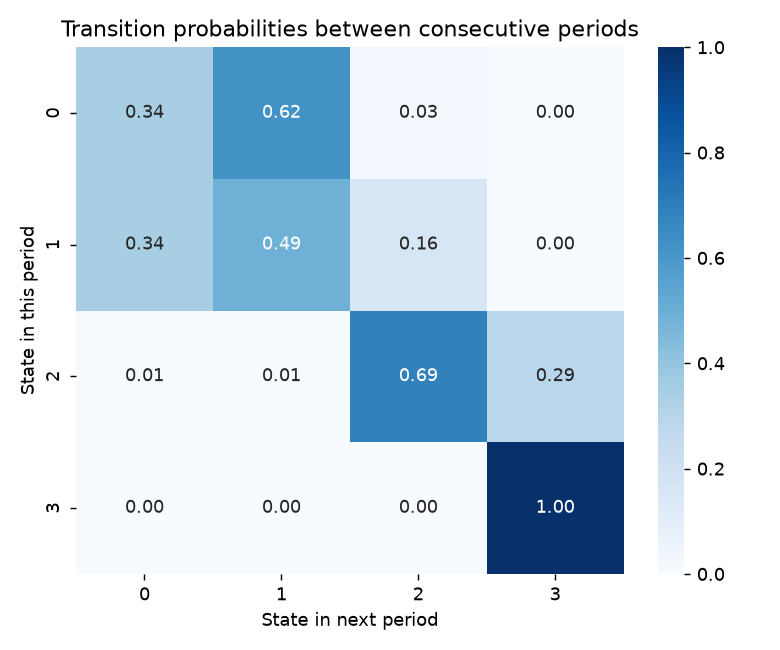 Transition probabilities between consecutive periods
0 0.34 0.62 0.03 0.00
1 0.34 0.49 0.16 0.00
2 0.01 0.01 0.69 0.29
3 0.00 0.00 0.00 1.00
State in this period
0 1 2 3
State in next period
1.0
0.8
0.6
0.4
0.2
0.0